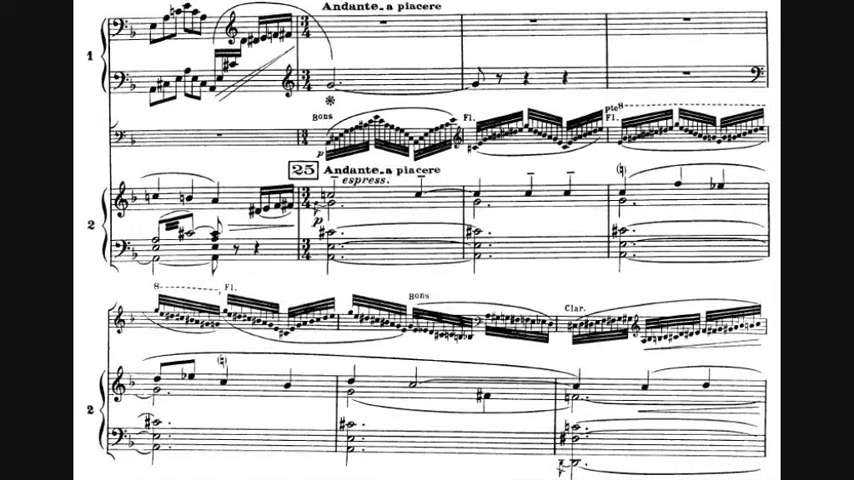 Andante a piacere
1
Bons
Fl.
pte 8
Fl.
p
25 Andante a piacere
espress.
p
2
8
Fl.
Bons
Clar.
2